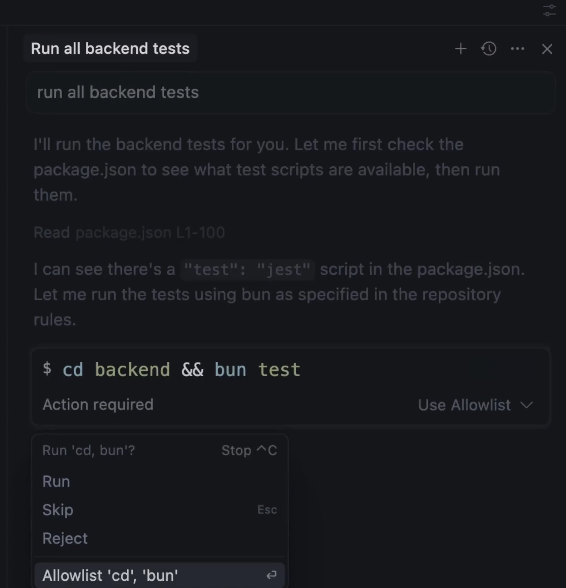 Run all backend tests
run all backend tests
I'll run the backend tests for you. Let me first check the
package.json to see what test scripts are available, then run
them.
Read package.json L1-100
I can see there's a "test": "jest" script in the package.json.
Let me run the tests using bun as specified in the repository
rules.
$ cd backend && bun test
Action required Use Allowlist
Run 'cd, bun'? Stop ^C
Run
Skip Esc
Reject
Allowlist 'cd', 'bun' ⏎